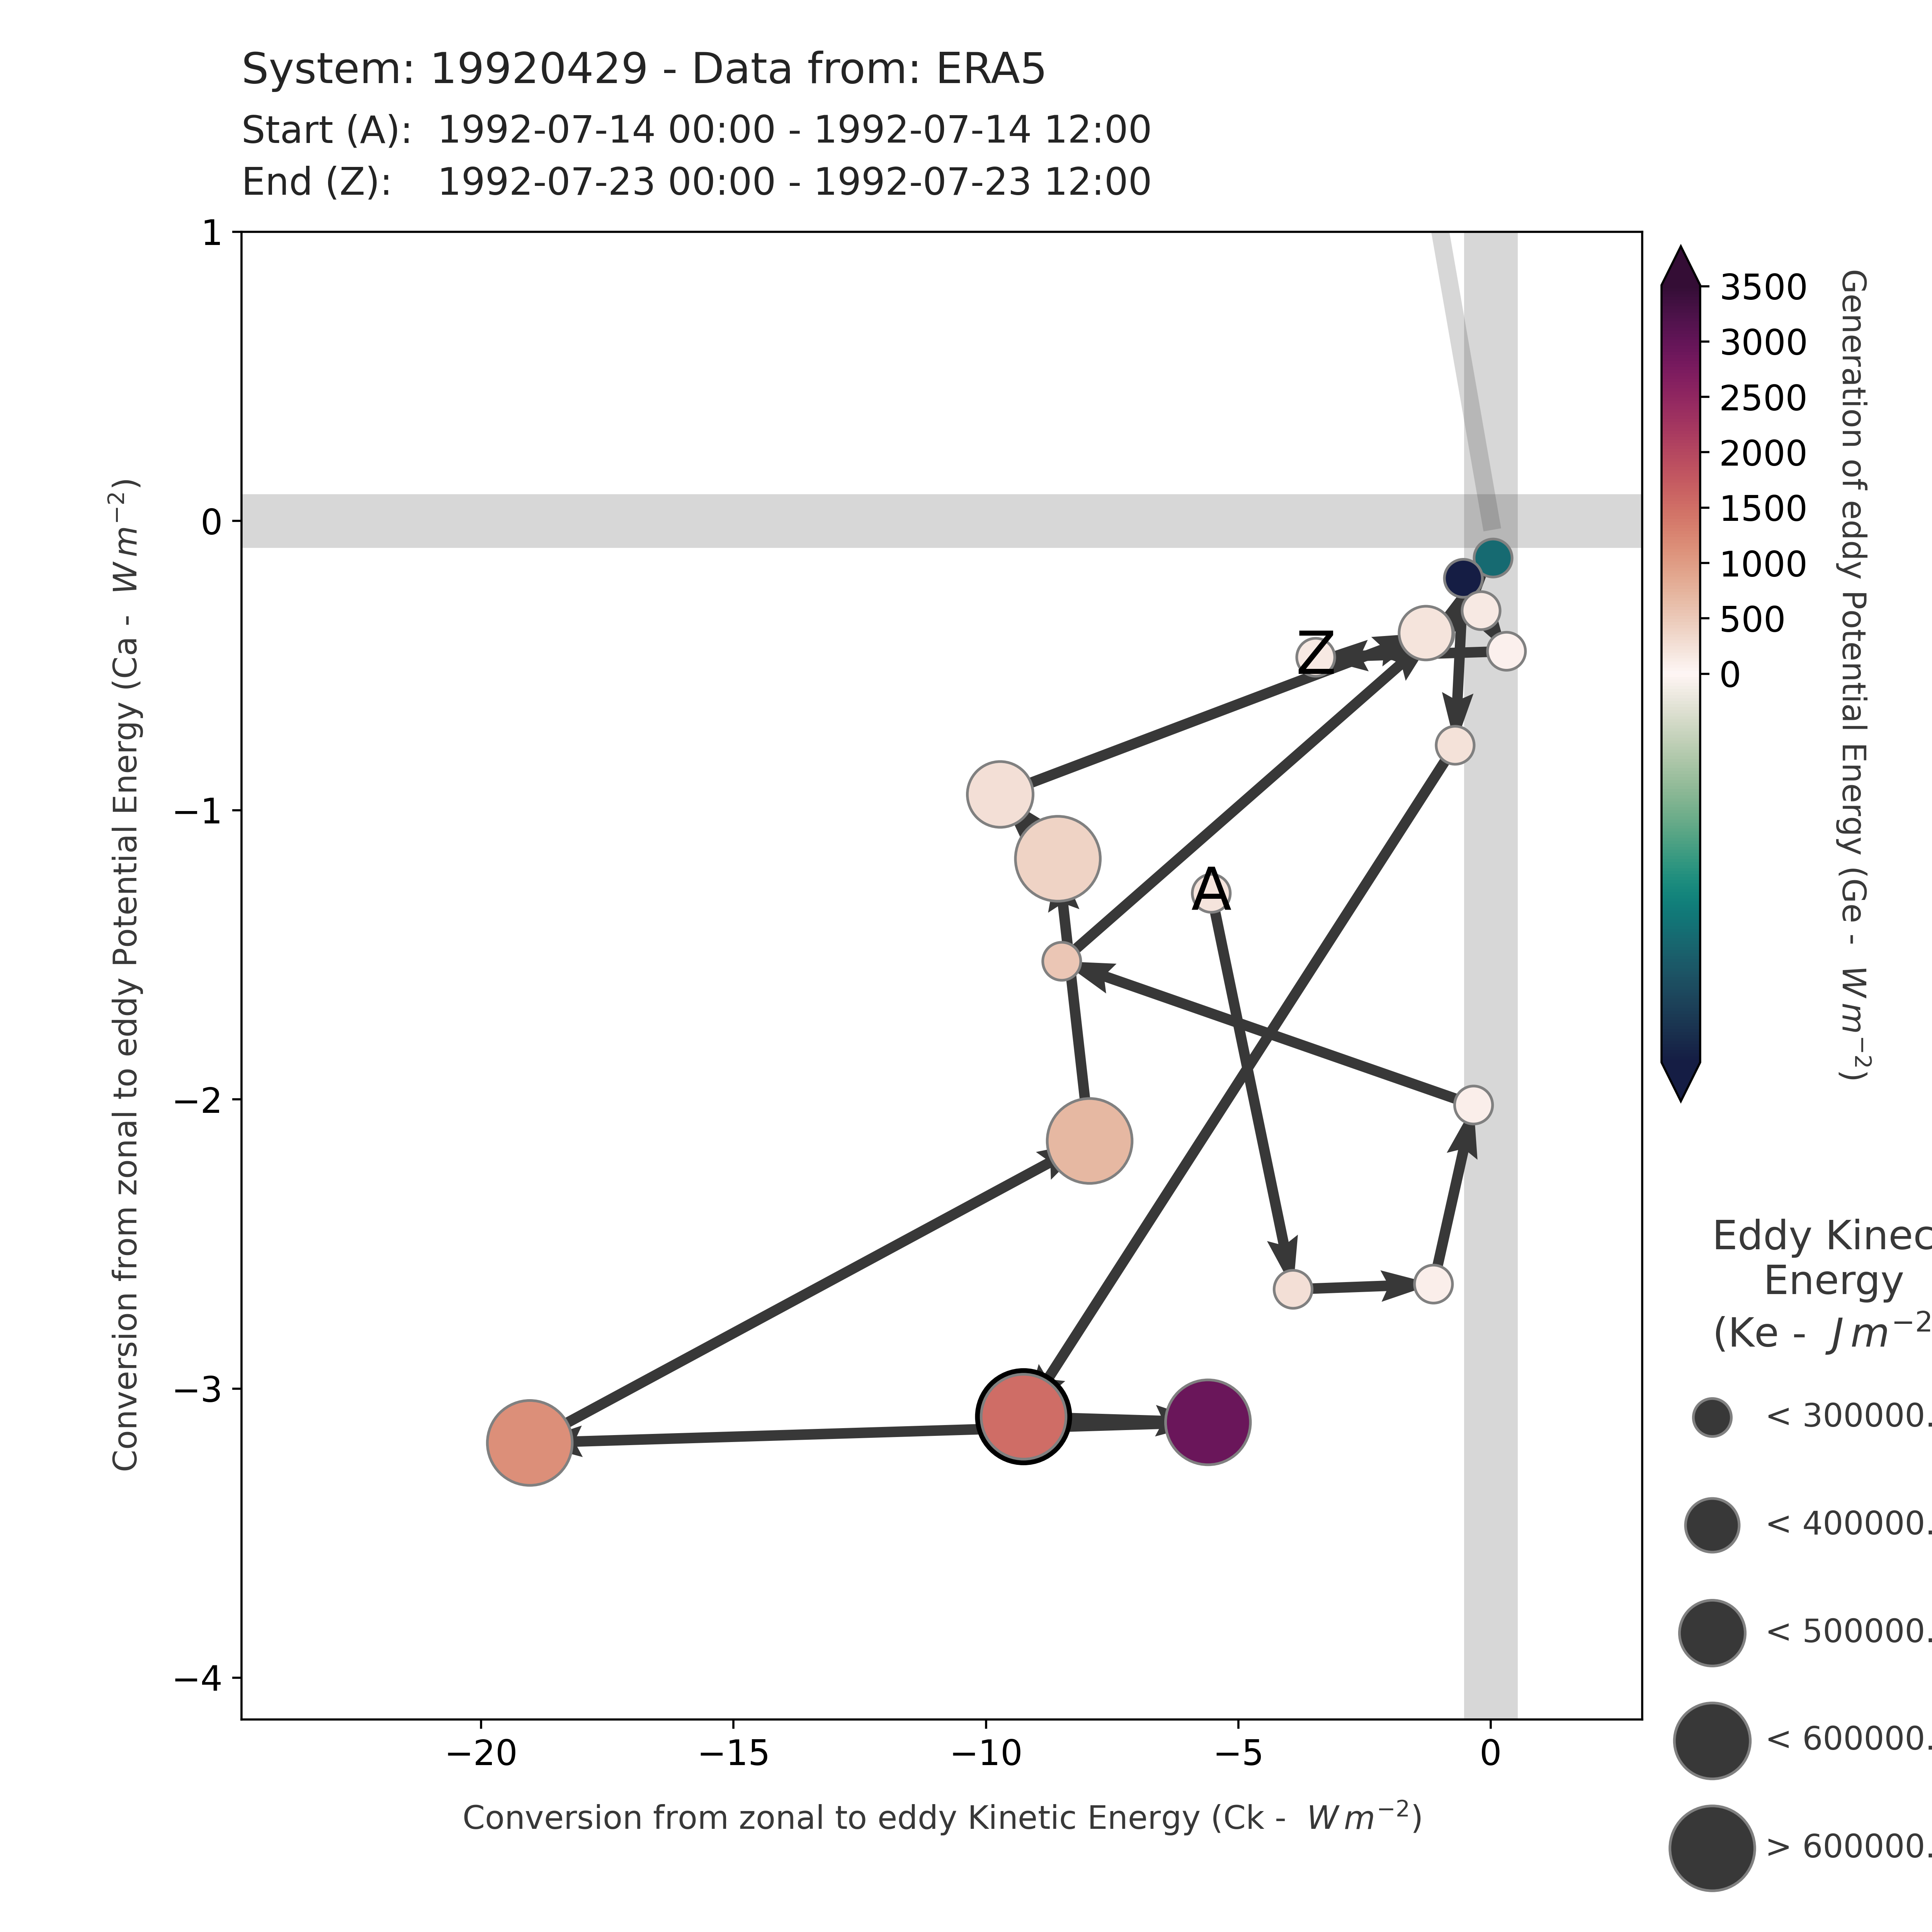 System: 19920429 - Data from: ERA5
Start (A): 1992-07-14 00:00 - 1992-07-14 12:00
End (Z): 1992-07-23 00:00 - 1992-07-23 12:00
1
0
−1
−2
−3
−4
Conversion from zonal to eddy Potential Energy (Ca - W m⁻²)
Z
A
−20
−15
−10
−5
0
Conversion from zonal to eddy Kinetic Energy (Ck - W m⁻²)
3500
3000
2500
2000
1500
1000
500
0
Generation of eddy Potential Energy (Ge - W m⁻²)
Eddy Kinec
Energy
(Ke - J m⁻²
< 300000.
< 400000.
< 500000.
< 600000.
> 600000.